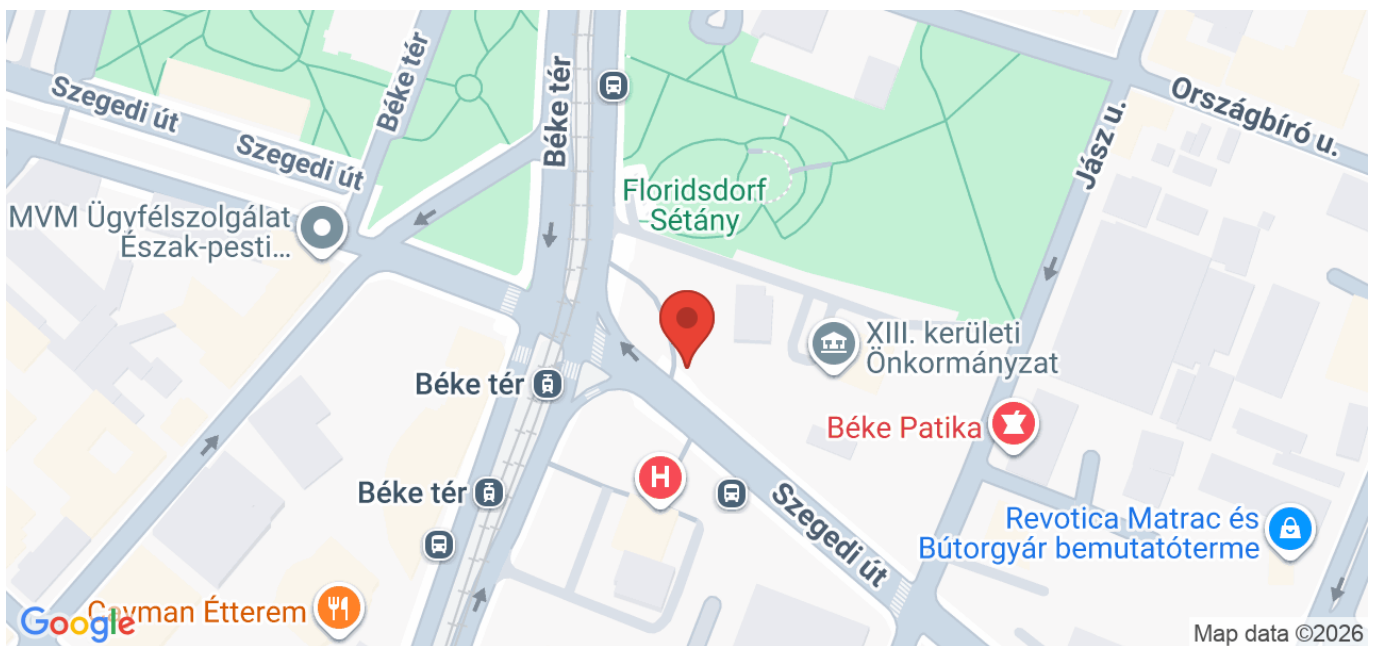 Szegedi út
Szegedi út
Béke tér
Béke tér
Országbíró u.
Jász u.
Floridsdorf
Sétány
MVM Ügyfélszolgálat
Észak-pesti...
XIII. kerületi
Önkormányzat
Béke tér
Béke Patika
H
Béke tér
Szegedi út
Revotica Matrac és
Bútorgyár bemutatóterme
Cayman Étterem
Google
Map data ©2026